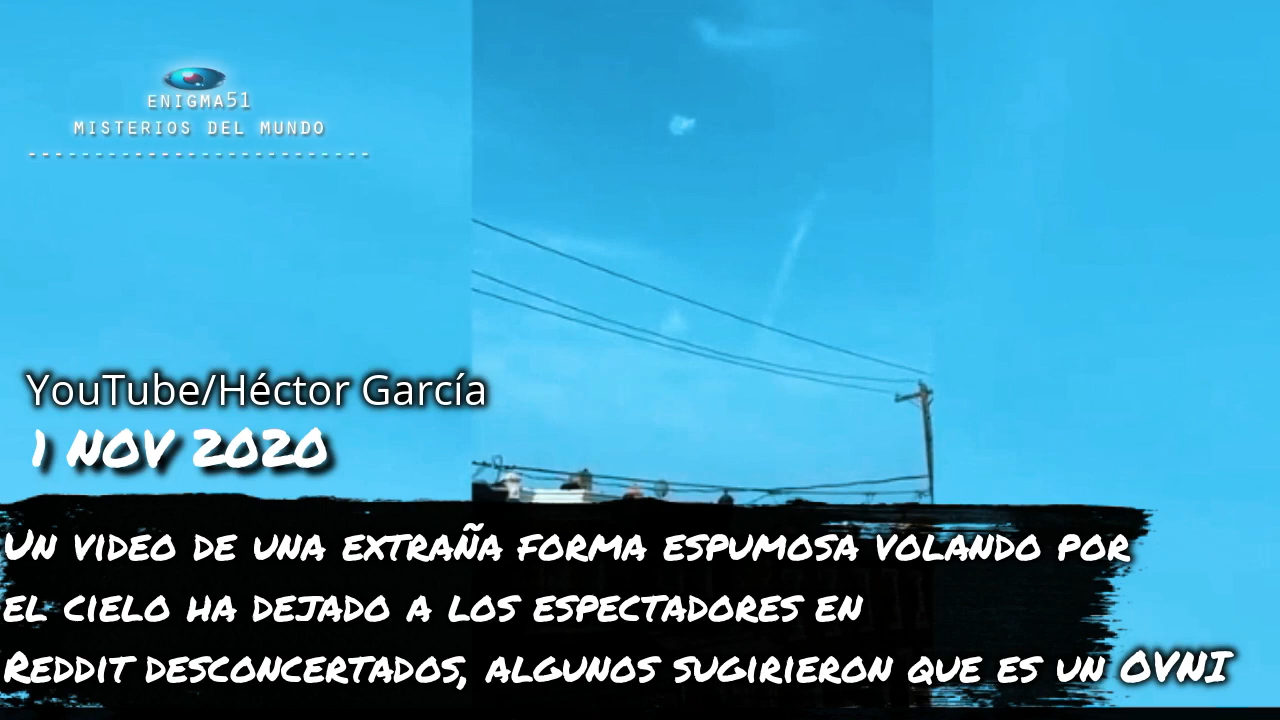 ENIGMA51
MISTERIOS DEL MUNDO
YouTube/Héctor García
1 NOV 2020
UN VIDEO DE UNA EXTRAÑA FORMA ESPUMOSA VOLANDO POR
EL CIELO HA DEJADO A LOS ESPECTADORES EN
REDDIT DESCONCERTADOS, ALGUNOS SUGIRIERON QUE ES UN OVNI